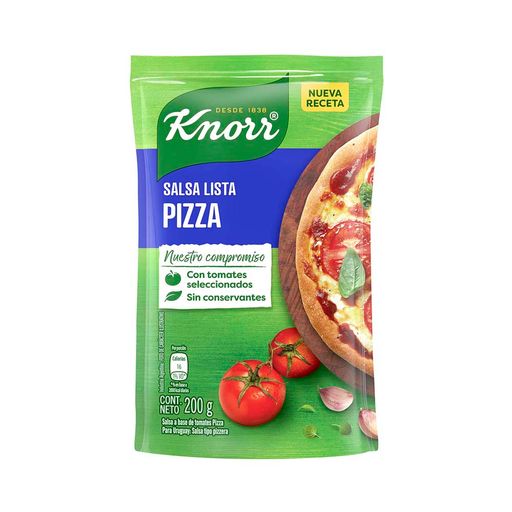 NUEVA
RECETA
DESDE 1838
Knorr®
SALSA LISTA
PIZZA
Nuestro compromiso
Con tomates
seleccionados
Sin conservantes
Por porción
Calorías
16
CONT.
NETO 200 g
Salsa a base de tomates Pizza
Para Uruguay: Salsa tipo pizzera